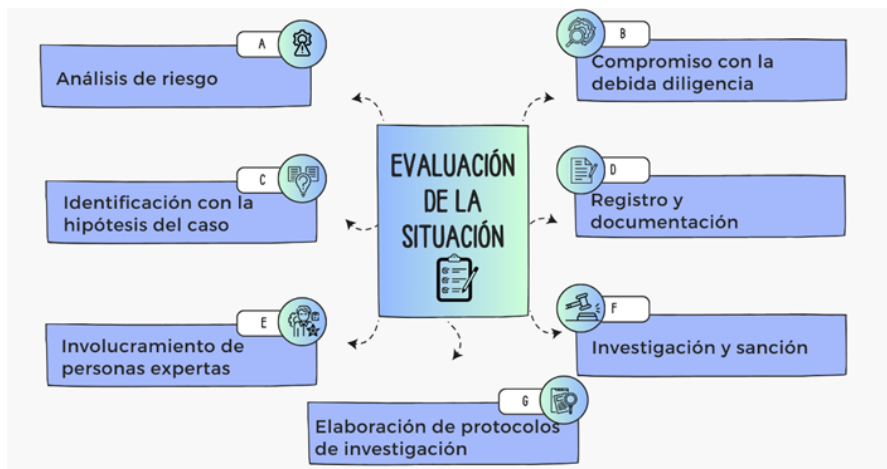 A
Análisis de riesgo
B
Compromiso con la
debida diligencia
EVALUACIÓN
DE LA
SITUACIÓN
C
Identificación con la
hipótesis del caso
D
Registro y
documentación
E
Involucramiento de
personas expertas
F
Investigación y sanción
G
Elaboración de protocolos
de investigación